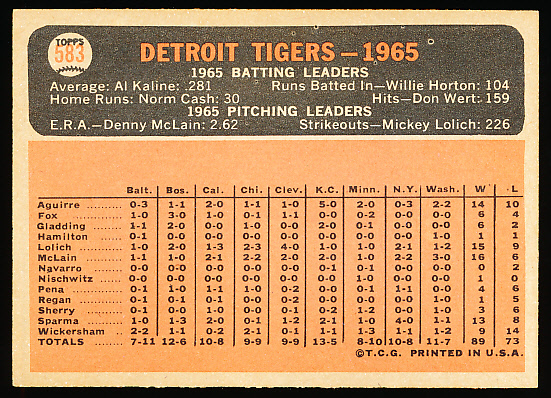 TOPPS
583
DETROIT TIGERS — 1965
1965 BATTING LEADERS
Average: Al Kaline: .281 Runs Batted In—Willie Horton: 104
Home Runs: Norm Cash: 30 Hits—Don Wert: 159
1965 PITCHING LEADERS
E.R.A.—Denny McLain: 2.62 Strikeouts—Mickey Lolich: 226
Balt. Bos. Cal. Chi. Clev. K.C. Minn. N.Y. Wash. W L
Aguirre 0-3 1-1 2-0 1-1 1-0 5-0 2-0 0-3 2-2 14 10
Fox 1-0 3-0 1-0 0-1 1-1 0-0 0-2 0-0 0-0 6 4
Gladding 1-1 2-0 1-0 0-0 0-0 2-0 0-1 0-0 0-0 6 2
Hamilton 0-1 0-0 0-0 0-0 0-0 0-0 0-0 0-0 1-0 1 1
Lolich 1-0 2-0 1-3 2-3 4-0 1-0 1-0 2-1 1-2 15 9
McLain 1-1 1-0 2-1 2-2 2-0 2-0 1-0 2-2 3-0 16 6
Navarro 0-0 0-0 0-0 0-0 0-1 0-1 0-0 0-0 0-0 0 2
Nischwitz 0-0 0-0 0-0 0-0 0-0 0-0 1-0 0-0 0-0 1 0
Pena 0-1 1-0 1-1 1-0 0-2 0-0 0-0 1-1 0-1 4 6
Regan 0-1 0-1 0-1 0-0 0-1 0-0 0-0 0-0 1-1 1 5
Sherry 0-1 0-0 1-0 0-0 0-2 1-2 1-0 0-0 0-1 3 6
Sparma 1-0 1-3 2-0 0-1 1-2 2-1 1-0 4-0 1-1 13 8
Wickersham 2-2 1-1 0-2 3-1 0-1 1-3 1-1 1-2 9 14
TOTALS 7-11 12-6 10-8 9-9 9-9 13-5 8-10 10-8 11-7 89 73
©T.C.G. PRINTED IN U.S.A.